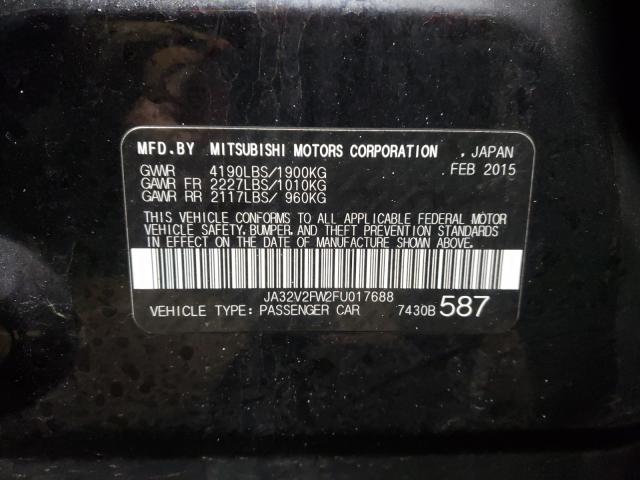 MFD.BY MITSUBISHI MOTORS CORPORATION , JAPAN
GVWR 4190LBS/1900KG FEB 2015
GAWR FR 2227LBS/1010KG
GAWR RR 2117LBS/ 960KG
THIS VEHICLE CONFORMS TO ALL APPLICABLE FEDERAL MOTOR
VEHICLE SAFETY, BUMPER, AND THEFT PREVENTION STANDARDS
IN EFFECT ON THE DATE OF MANUFACTURE SHOWN ABOVE.
JA32V2FW2FU017688
VEHICLE TYPE: PASSENGER CAR 7430B 587